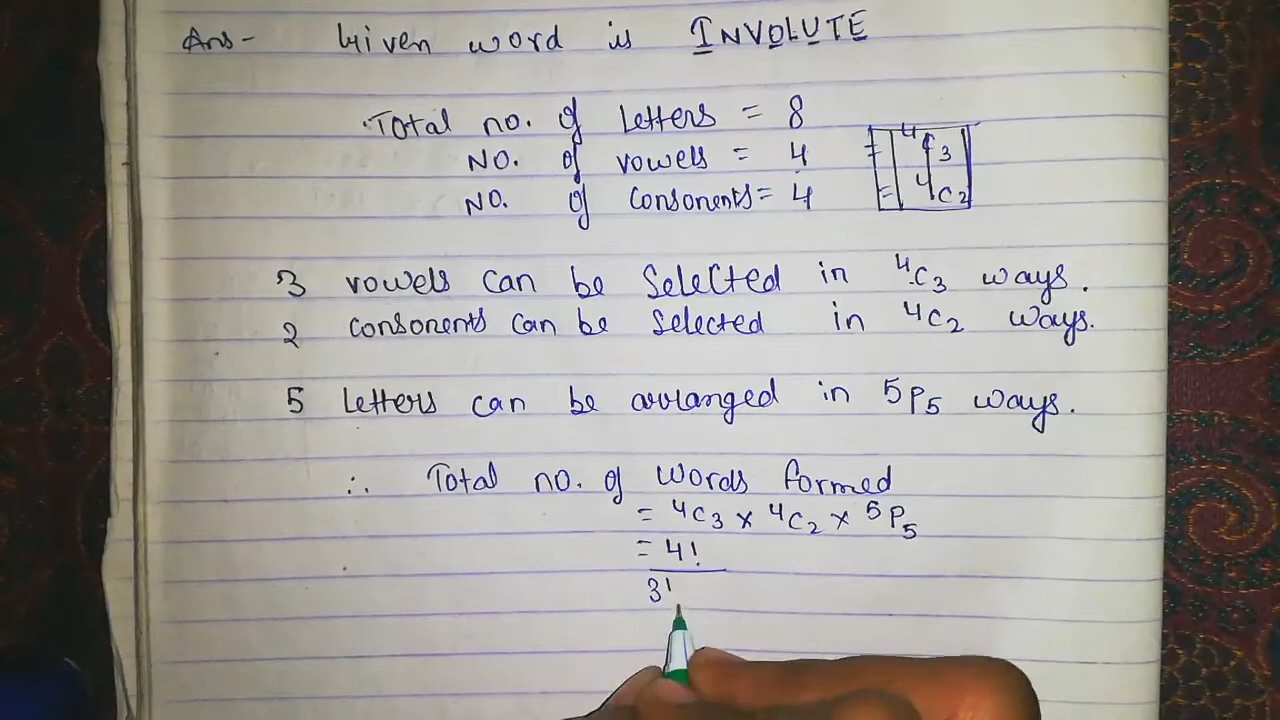 Ans - Given word is INVOLUTE
Total no. of Letters = 8
NO. of vowels = 4 = 4C3
NO. of Consonents = 4 = 4C2
3 vowels can be Selected in 4C3 ways.
2 Consonents can be Selected in 4C2 ways.
5 Letters can be arranged in 5P5 ways.
∴ Total no. of Words formed
= 4C3 × 4C2 × 5P5
= 4!
3!